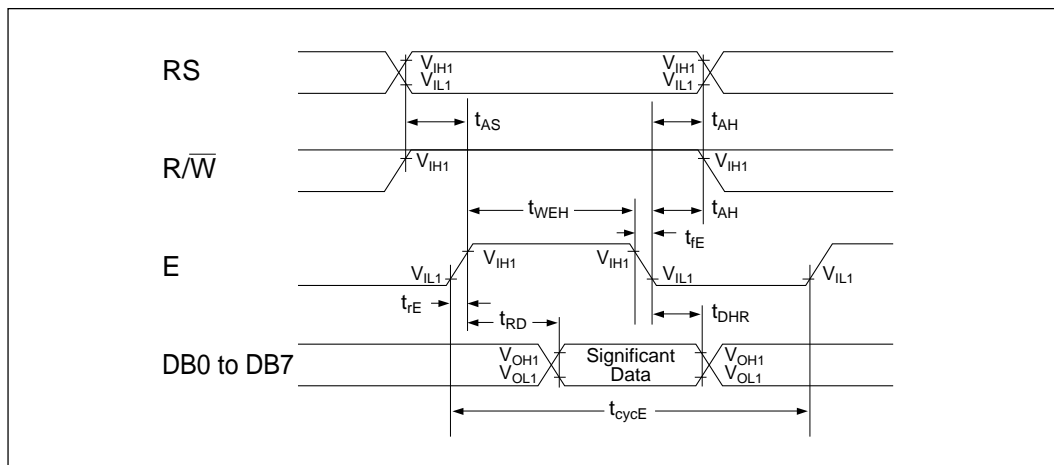 RS
V_IH1
V_IL1
V_IH1
V_IL1
t_AS
t_AH
R/W̅
V_IH1
V_IH1
t_WEH
t_AH
t_fE
E
V_IL1
V_IH1
V_IH1
V_IL1
V_IL1
t_rE
t_RD
t_DHR
DB0 to DB7
V_OH1
V_OL1
Significant
Data
V_OH1
V_OL1
t_cycE